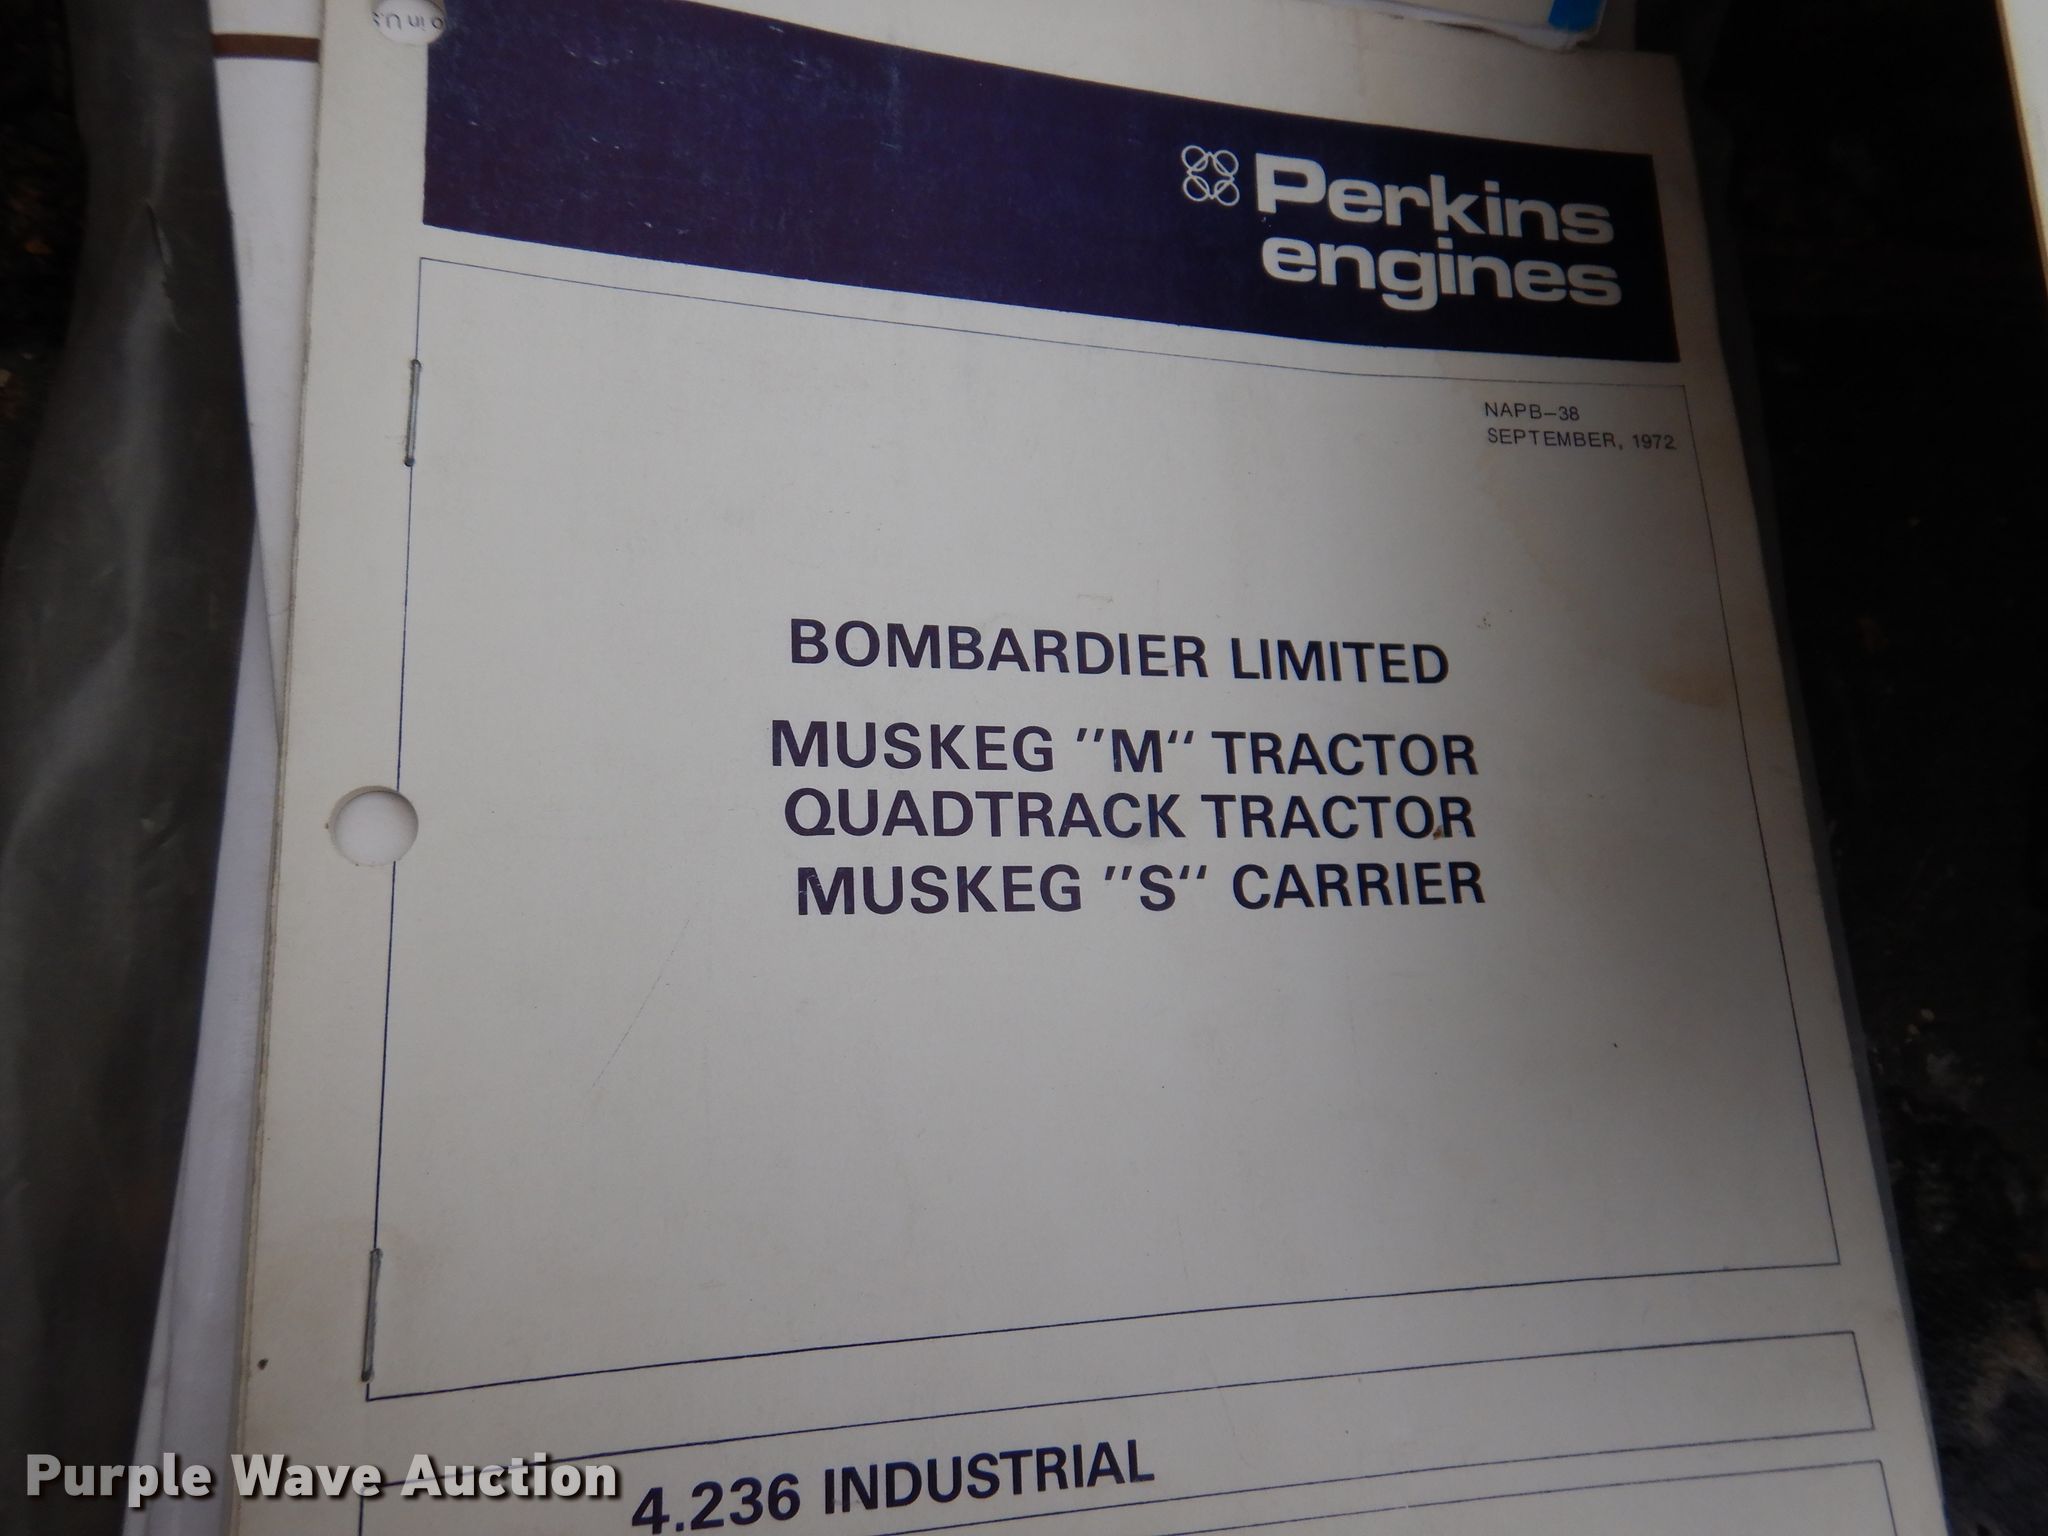 Perkins
engines
NAPB-38
SEPTEMBER, 1972
BOMBARDIER LIMITED
MUSKEG "M" TRACTOR
QUADTRACK TRACTOR
MUSKEG "S" CARRIER
4.236 INDUSTRIAL
Purple Wave Auction